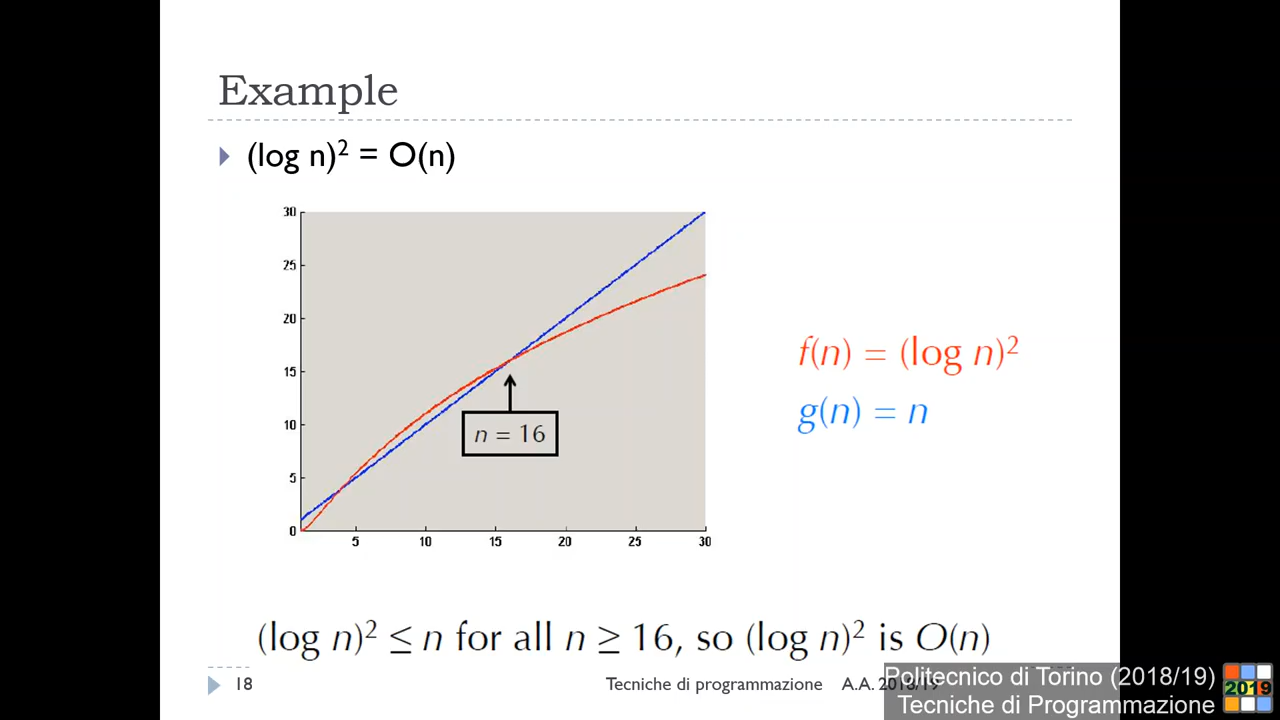 Example
(log n)² = O(n)
30
25
20
15
10
5
0
5 10 15 20 25 30
n = 16
f(n) = (log n)²
g(n) = n
(log n)² ≤ n for all n ≥ 16, so (log n)² is O(n)
18 Tecniche di programmazione A.A. 2018/19
Politecnico di Torino (2018/19)
Tecniche di Programmazione
2019